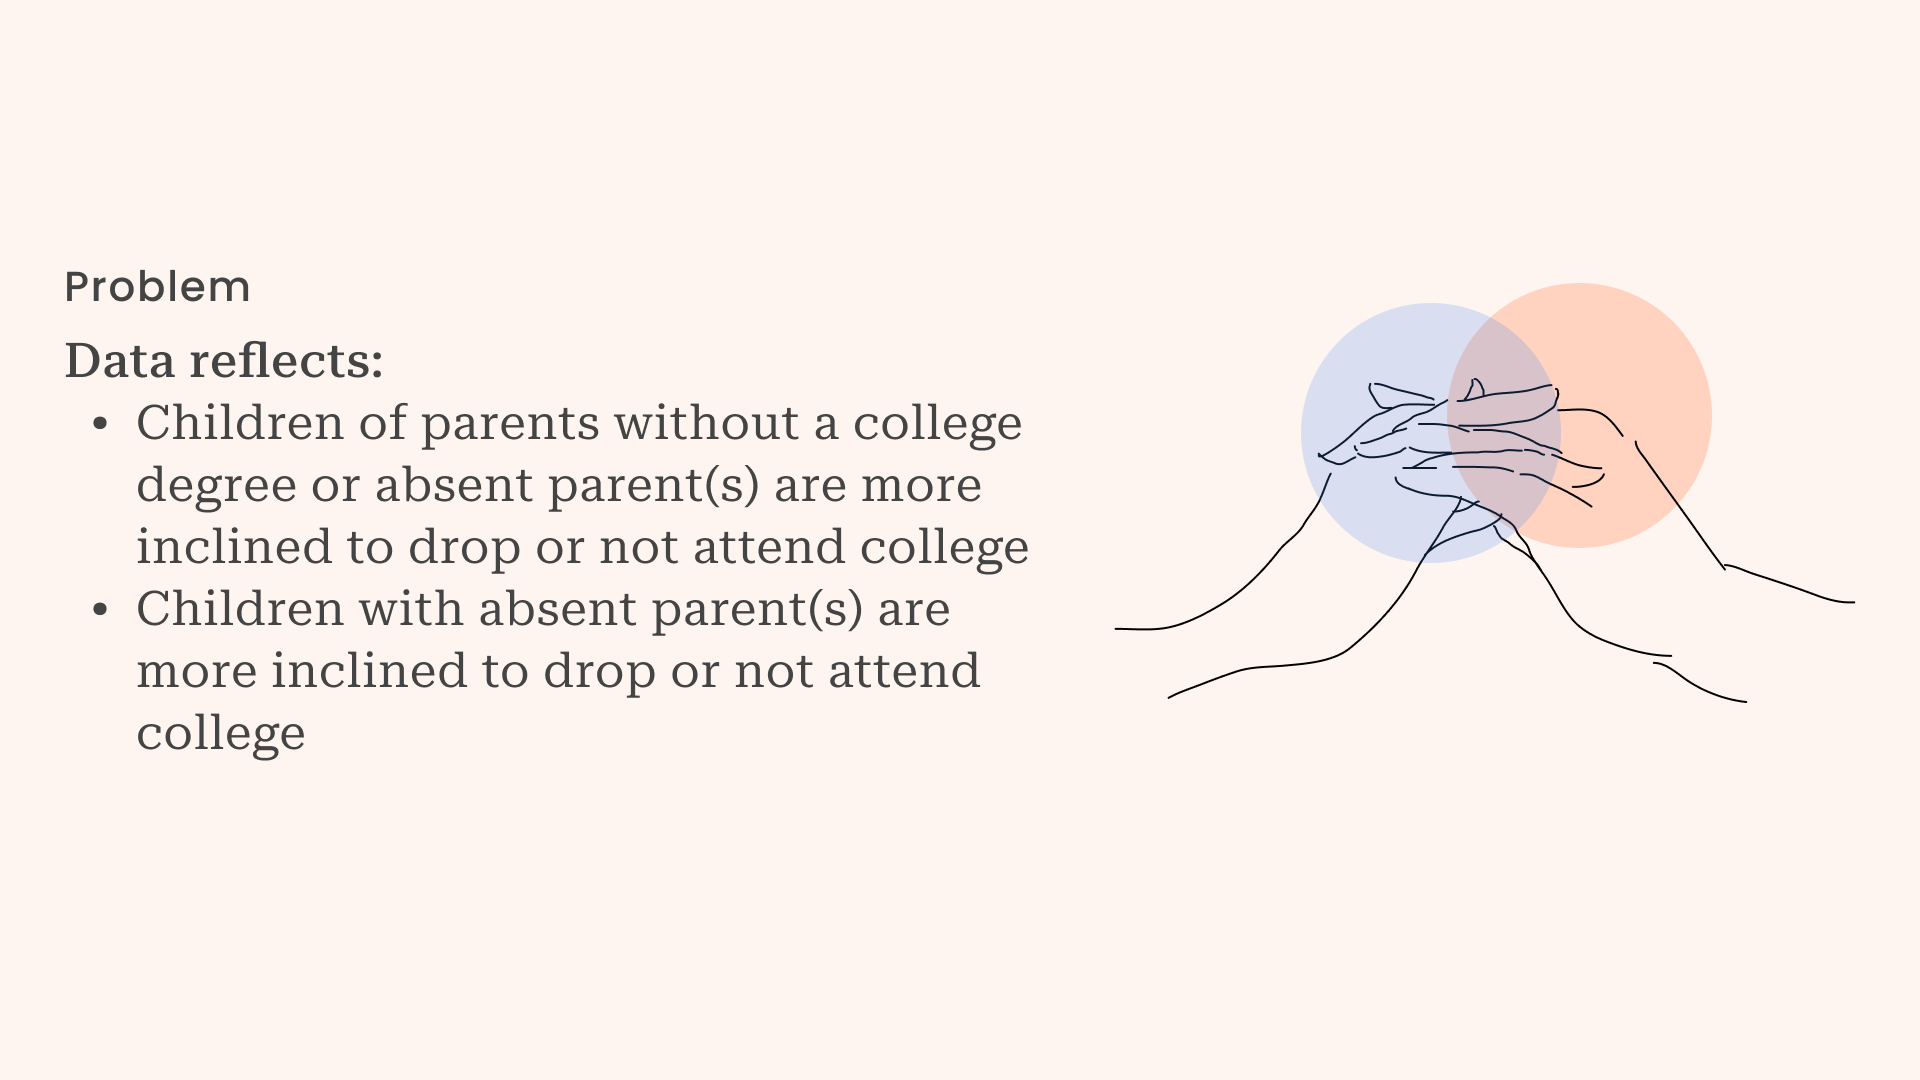 Problem
Data reflects:
• Children of parents without a college
degree or absent parent(s) are more
inclined to drop or not attend college
• Children with absent parent(s) are
more inclined to drop or not attend
college